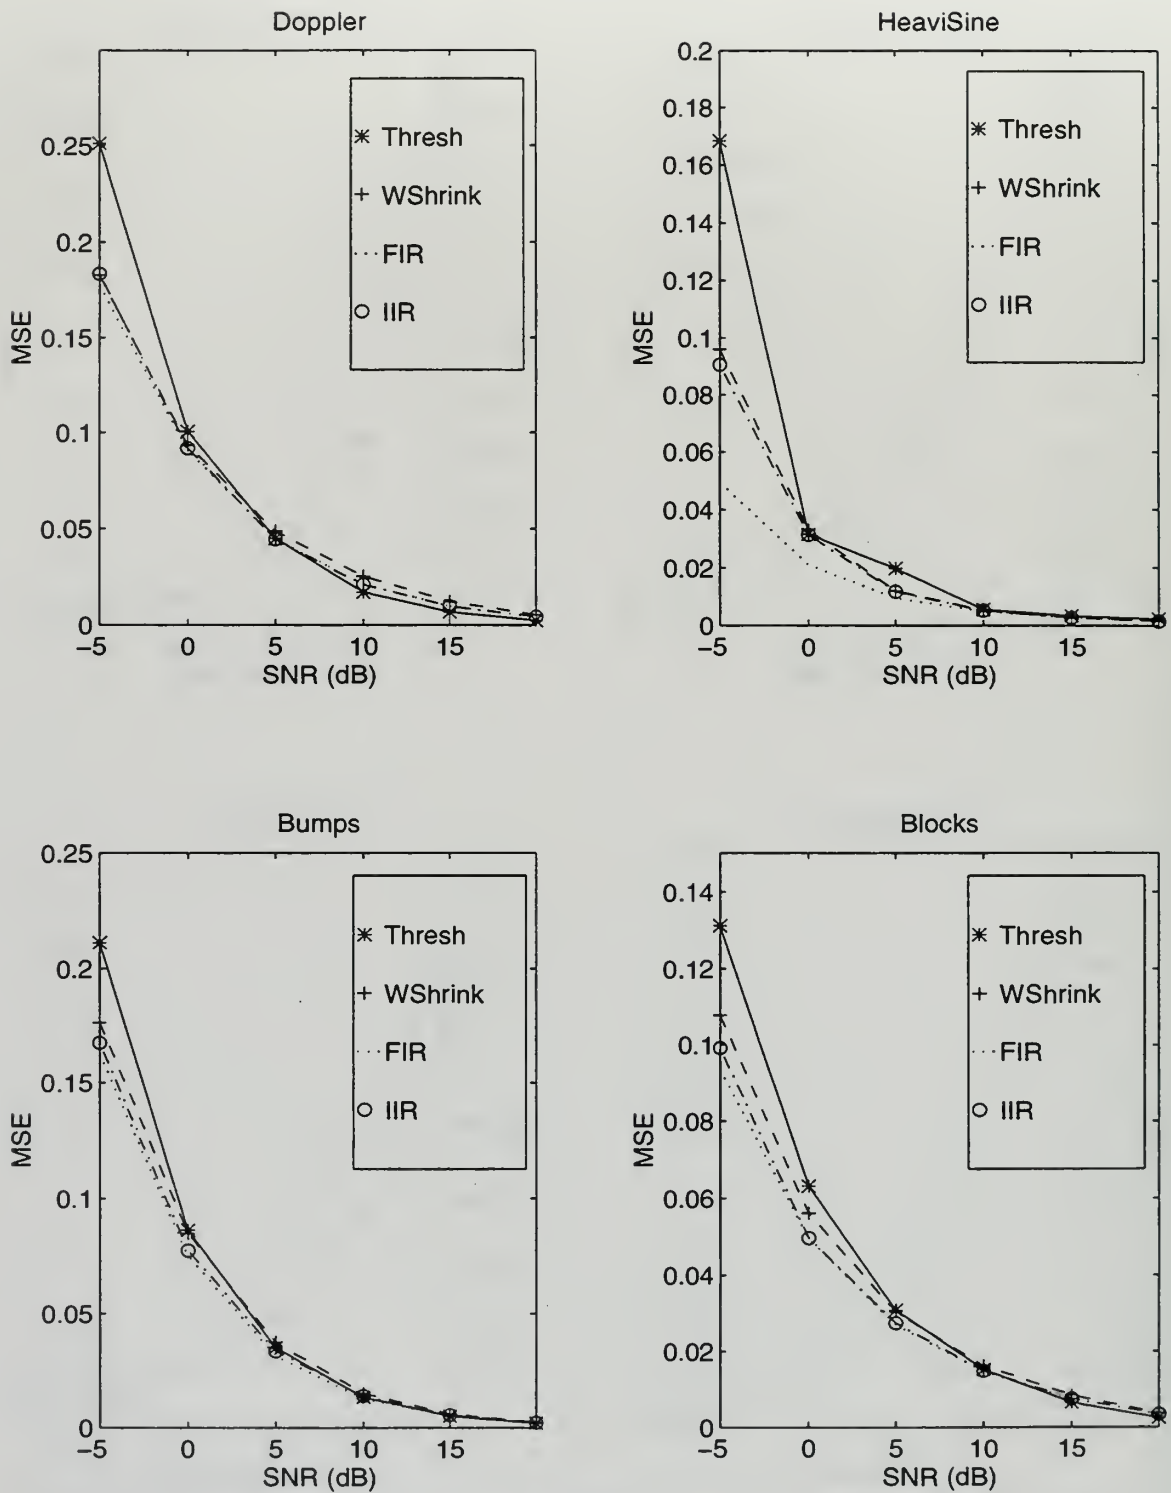 Doppler
0.25
0.2
0.15
0.1
0.05
0
MSE
-5
0
5
10
15
SNR (dB)
Thresh
WShrink
FIR
IIR
HeaviSine
0.2
0.18
0.16
0.14
0.12
0.1
0.08
0.06
0.04
0.02
0
MSE
-5
0
5
10
15
SNR (dB)
Thresh
WShrink
FIR
IIR
Bumps
0.25
0.2
0.15
0.1
0.05
0
MSE
-5
0
5
10
15
SNR (dB)
Thresh
WShrink
FIR
IIR
Blocks
0.14
0.12
0.1
0.08
0.06
0.04
0.02
0
MSE
-5
0
5
10
15
SNR (dB)
Thresh
WShrink
FIR
IIR